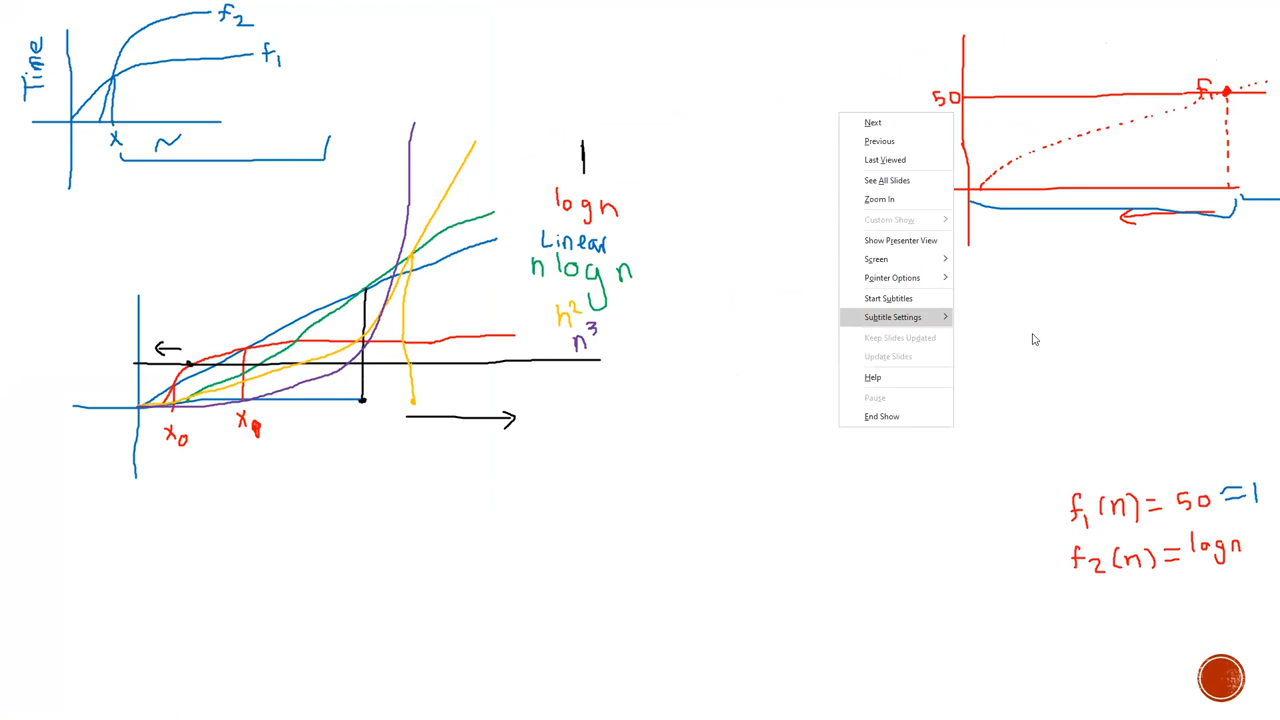 f₂
f₁
Time
x
N
1
log n
Linear
n log n
n²
n³
x₀
50
f₁
Next
Previous
Last Viewed
See All Slides
Zoom In
Custom Show
Show Presenter View
Screen
Pointer Options
Start Subtitles
Subtitle Settings
Keep Slides Updated
Update Slides
Help
Pause
End Show
f₁(n) = 50 ≈ 1
f₂(n) = log n